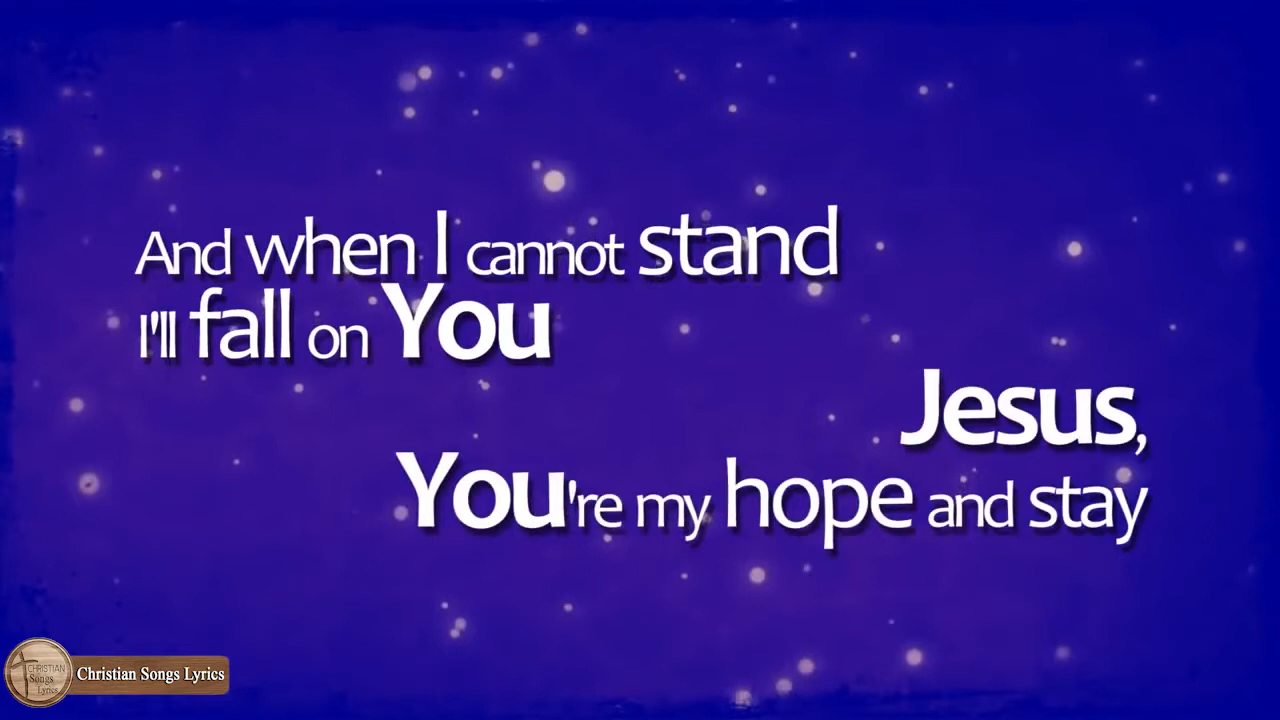 And when I cannot stand
I'll fall on You
Jesus,
You're my hope and stay
CHRISTIAN
Songs
Lyrics
Christian Songs Lyrics